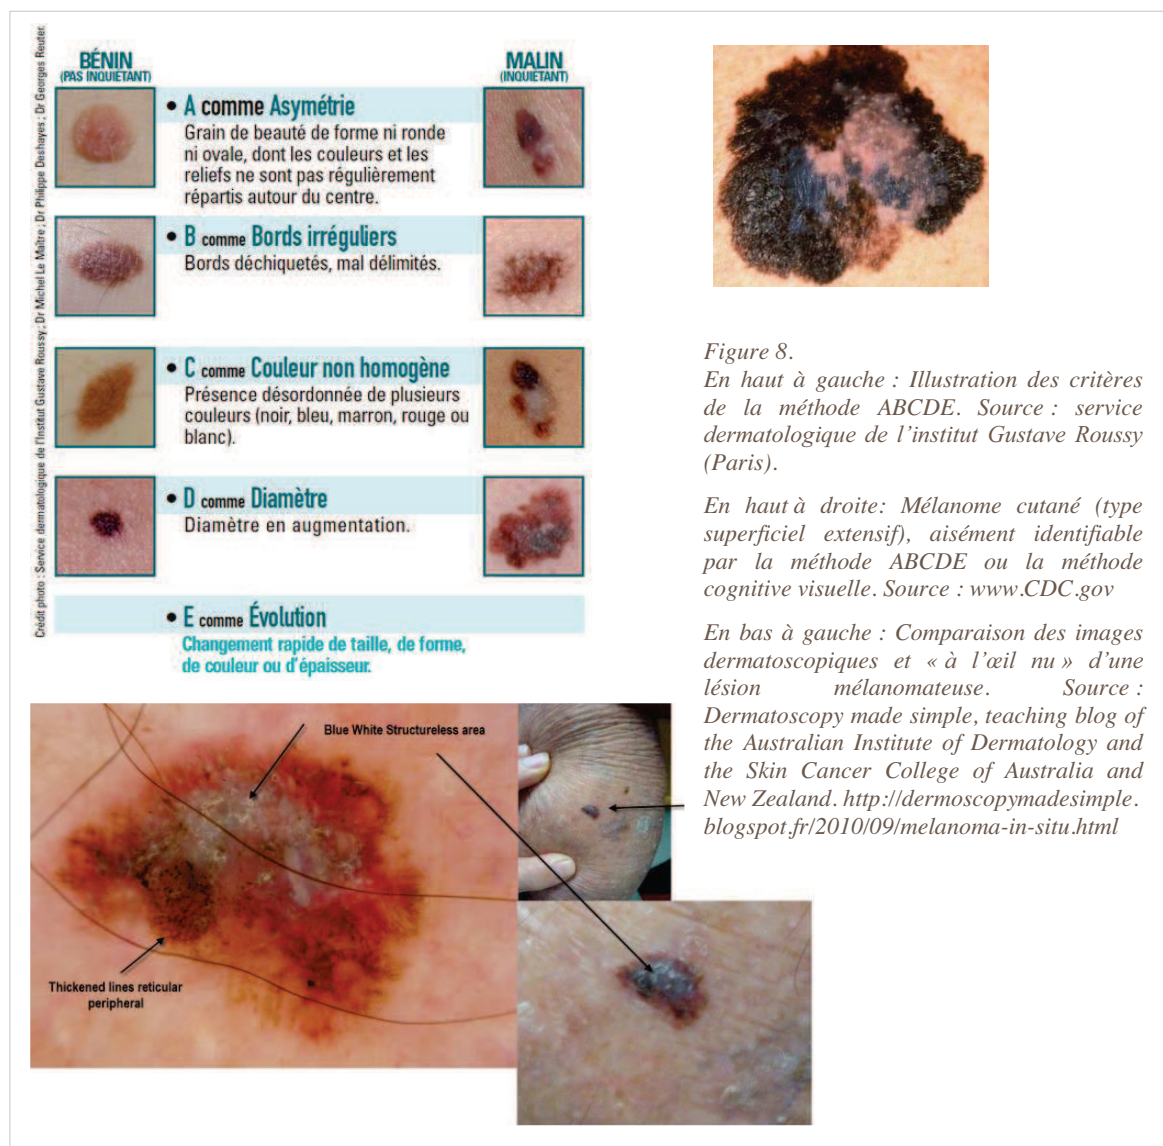 BÉNIN
(PAS INQUIÉTANT)
MALIN
(INQUIÉTANT)
Crédit photo : Service dermatologique de l'Institut Gustave Roussy ; Dr Michel Le Maître ; Dr Philippe Deshayes ; Dr Georges Reuter.
• A comme Asymétrie
Grain de beauté de forme ni ronde
ni ovale, dont les couleurs et les
reliefs ne sont pas régulièrement
répartis autour du centre.
• B comme Bords irréguliers
Bords déchiquetés, mal délimités.
• C comme Couleur non homogène
Présence désordonnée de plusieurs
couleurs (noir, bleu, marron, rouge ou
blanc).
• D comme Diamètre
Diamètre en augmentation.
• E comme Évolution
Changement rapide de taille, de forme,
de couleur ou d'épaisseur.
Figure 8.
En haut à gauche : Illustration des critères
de la méthode ABCDE. Source : service
dermatologique de l'institut Gustave Roussy
(Paris).
En haut à droite: Mélanome cutané (type
superficiel extensif), aisément identifiable
par la méthode ABCDE ou la méthode
cognitive visuelle. Source : www.CDC.gov
En bas à gauche : Comparaison des images
dermatoscopiques et « à l'œil nu » d'une
lésion mélanomateuse. Source :
Dermatoscopy made simple, teaching blog of
the Australian Institute of Dermatology and
the Skin Cancer College of Australia and
New Zealand. http://dermoscopymadesimple.
blogspot.fr/2010/09/melanoma-in-situ.html
Blue White Structureless area
Thickened lines reticular
peripheral